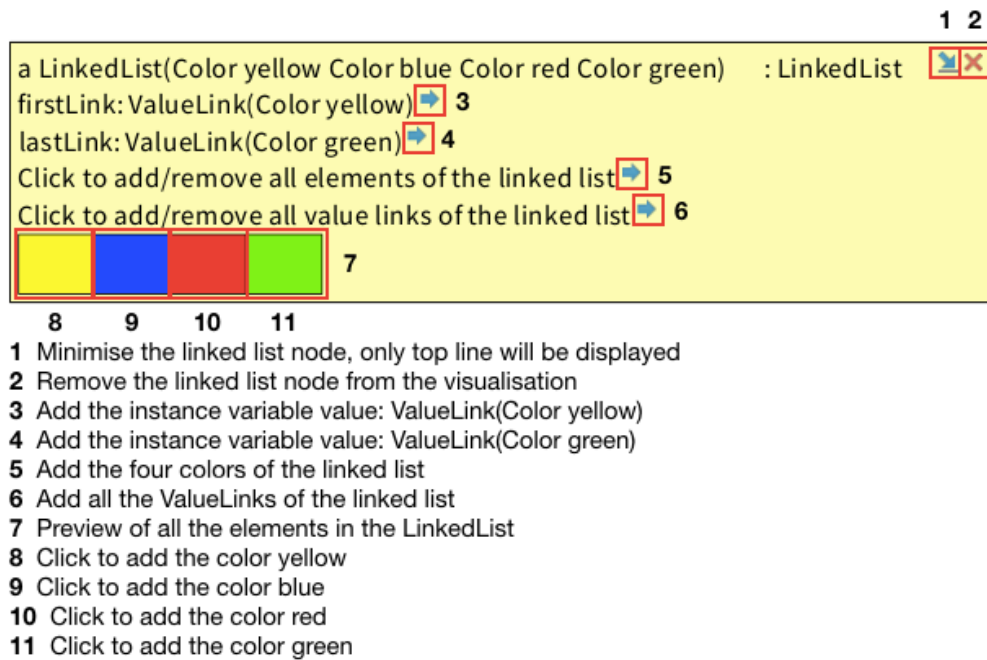 1 2
a LinkedList(Color yellow Color blue Color red Color green) : LinkedList
firstLink: ValueLink(Color yellow) 3
lastLink: ValueLink(Color green) 4
Click to add/remove all elements of the linked list 5
Click to add/remove all value links of the linked list 6
7
8 9 10 11
1 Minimise the linked list node, only top line will be displayed
2 Remove the linked list node from the visualisation
3 Add the instance variable value: ValueLink(Color yellow)
4 Add the instance variable value: ValueLink(Color green)
5 Add the four colors of the linked list
6 Add all the ValueLinks of the linked list
7 Preview of all the elements in the LinkedList
8 Click to add the color yellow
9 Click to add the color blue
10 Click to add the color red
11 Click to add the color green